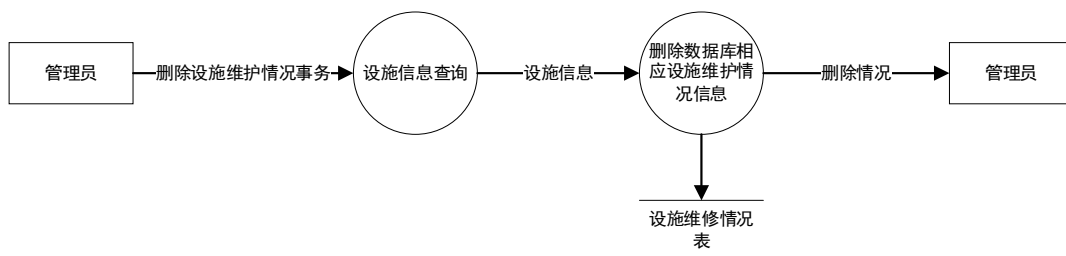 管理员
删除设施维护情况事务
设施信息查询
设施信息
删除数据库相
应设施维护情
况信息
删除情况
管理员
设施维修情况
表